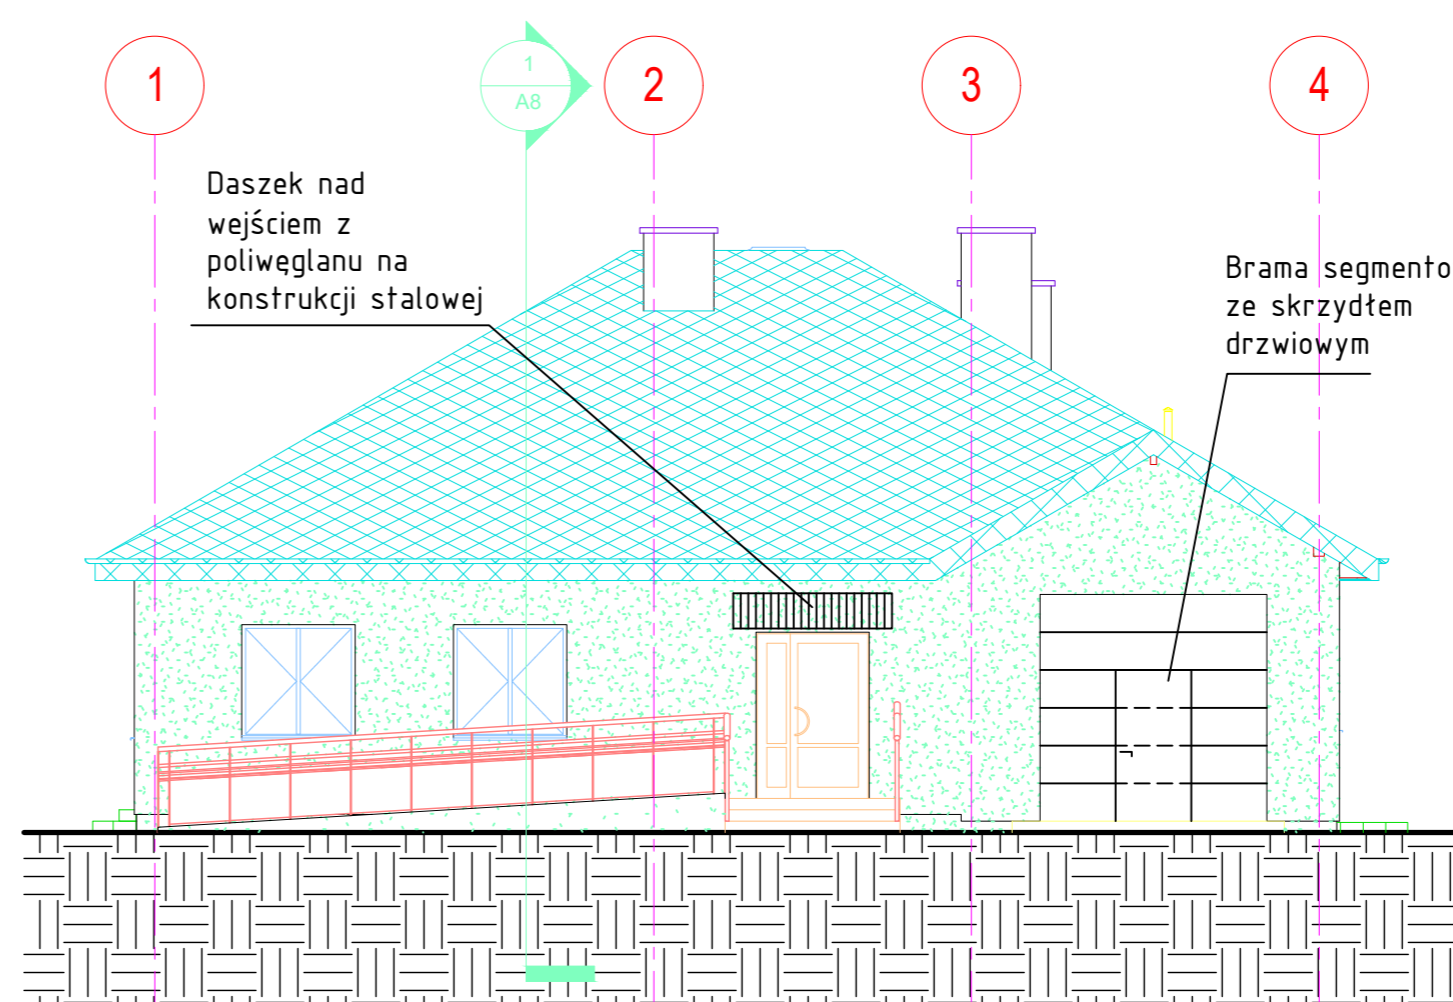 1
1
A8
2
3
4
Daszek nad
wejściem z
poliwęglanu na
konstrukcji stalowej
Brama segmento
ze skrzydłem
drzwiowym